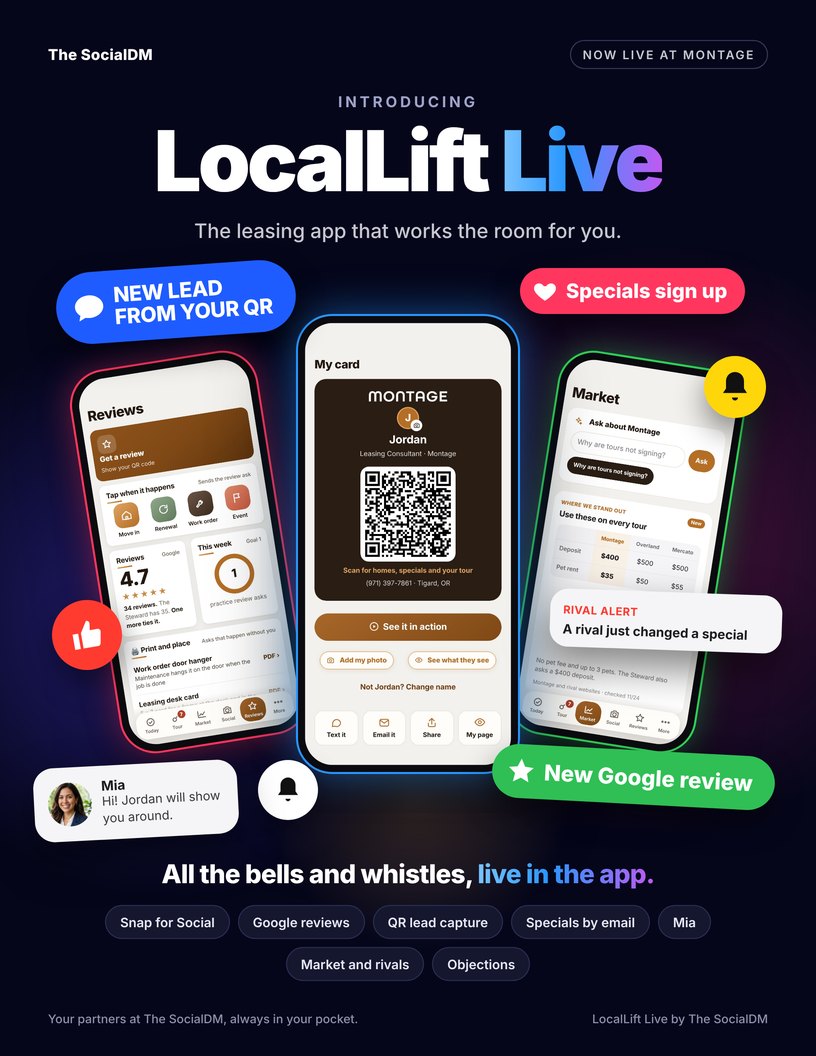 The SocialDM
NOW LIVE AT MONTAGE
INTRODUCING
LocalLift Live
The leasing app that works the room for you.
NEW LEAD
FROM YOUR QR
Specials sign up
Reviews
Get a review
Show your QR code
Tap when it happens
Sends the review ask
Move in
Renewal
Work order
Event
Reviews
Google
4.7
34 reviews. The
Steward has 35. One
more ties it.
This week
Goal 1
1
practice review asks
Print and place
Asks that happen without you
Work order door hanger
Maintenance hangs it on the door when the
job is done
PDF ›
Leasing desk card
PDF ›
Today
7
Tour
Market
Social
Reviews
More
My card
MONTAGE
J
Jordan
Leasing Consultant · Montage
Scan for homes, specials and your tour
(971) 397-7861 · Tigard, OR
See it in action
Add my photo
See what they see
Not Jordan? Change name
Text it
Email it
Share
My page
Market
Ask about Montage
Why are tours not signing?
Ask
Why are tours not signing?
WHERE WE STAND OUT
Use these on every tour
New
Montage
Overland
Mercato
Deposit
$400
$500
$500
Pet rent
$35
$50
$55
RIVAL ALERT
A rival just changed a special
No pet fee and up to 3 pets. The Steward also
asks a $400 deposit.
Montage and rival websites · checked 11/24
Today
7
Tour
Market
Social
Reviews
More
New Google review
Mia
Hi! Jordan will show
you around.
All the bells and whistles, live in the app.
Snap for Social
Google reviews
QR lead capture
Specials by email
Mia
Market and rivals
Objections
Your partners at The SocialDM, always in your pocket.
LocalLift Live by The SocialDM